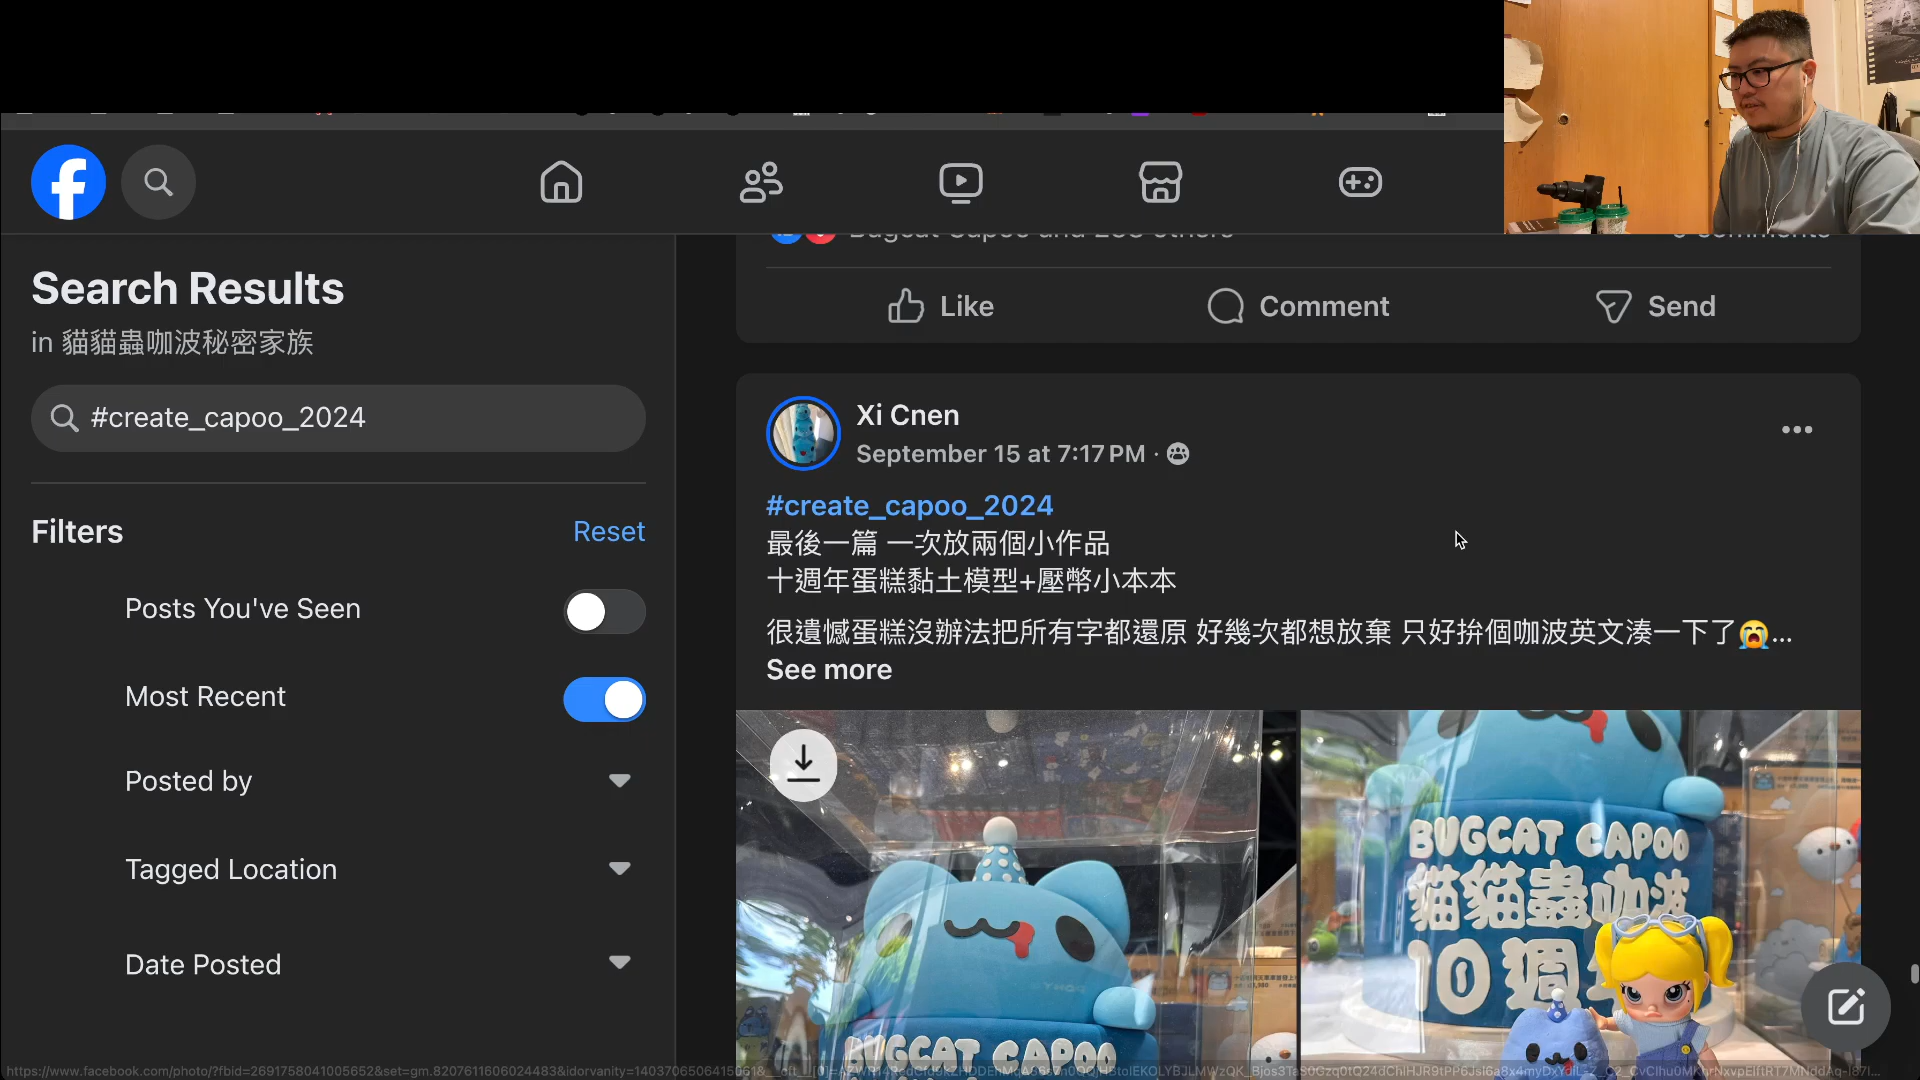 Search Results
in 貓貓蟲咖波秘密家族
#create_capoo_2024
Filters
Reset
Posts You've Seen
Most Recent
Posted by
Tagged Location
Date Posted
Bugcat Capoo and 233 others
Like
Comment
Send
Xi Cnen
September 15 at 7:17 PM ·
#create_capoo_2024
最後一篇 一次放兩個小作品
十週年蛋糕黏土模型+壓幣小本本
很遺憾蛋糕沒辦法把所有字都還原 好幾次都想放棄 只好拚個咖波英文湊一下了😭...
See more
BUGCAT CAPOO
BUGCAT CAPOO
貓貓蟲咖波
10週